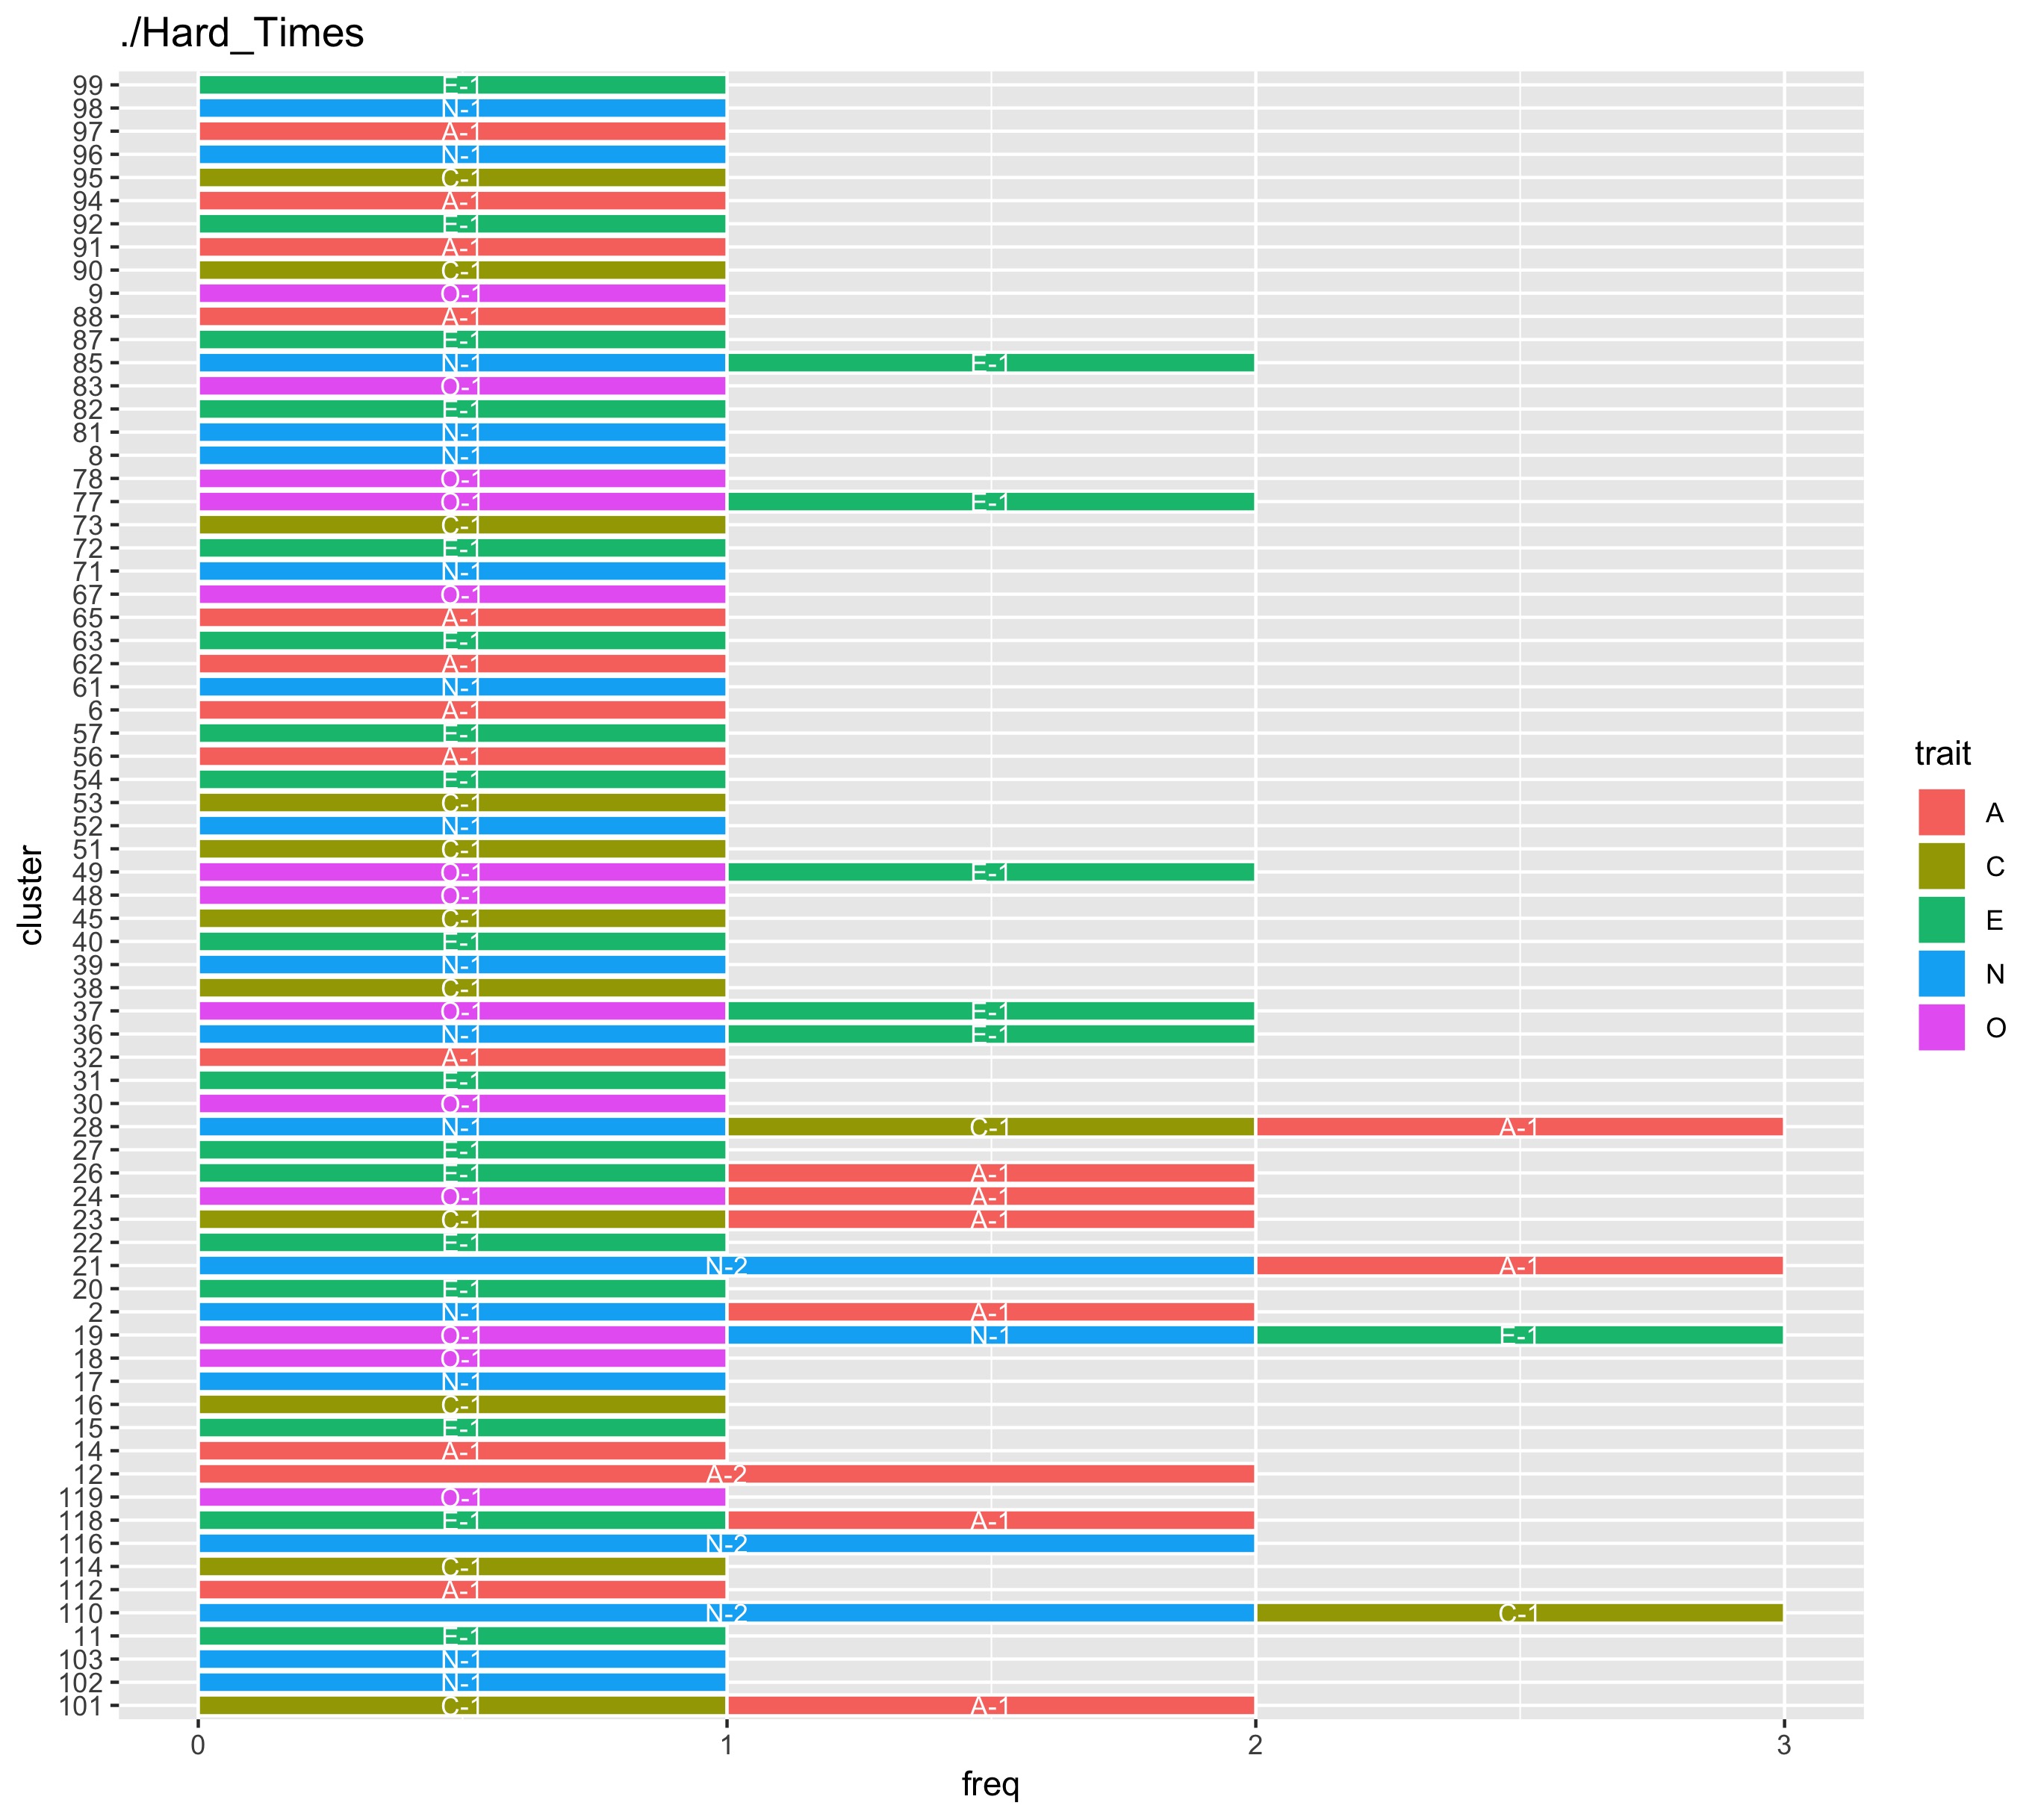 ./Hard_Times
99 E-1
98 N-1
97 A-1
96 N-1
95 C-1
94 A-1
92 E-1
91 A-1
90 C-1
9 O-1
88 A-1
87 E-1
85 N-1 E-1
83 O-1
82 E-1
81 N-1
8 N-1
78 O-1
77 O-1 E-1
73 C-1
72 E-1
71 N-1
67 O-1
65 A-1
63 E-1
62 A-1
61 N-1
6 A-1
57 E-1
56 A-1
54 E-1
53 C-1
52 N-1
51 C-1
49 O-1 E-1
48 O-1
45 C-1
40 E-1
39 N-1
38 C-1
37 O-1 E-1
36 N-1 E-1
32 A-1
31 E-1
30 O-1
28 N-1 C-1 A-1
27 E-1
26 E-1 A-1
24 O-1 A-1
23 C-1 A-1
22 E-1
21 N-2 A-1
20 E-1
2 N-1 A-1
19 O-1 N-1 E-1
18 O-1
17 N-1
16 C-1
15 E-1
14 A-1
12 A-2
119 O-1
118 E-1 A-1
116 N-2
114 C-1
112 A-1
110 N-2 C-1
11 E-1
103 N-1
102 N-1
101 C-1 A-1
0 1 2 3
freq
cluster
trait
A
C
E
N
O